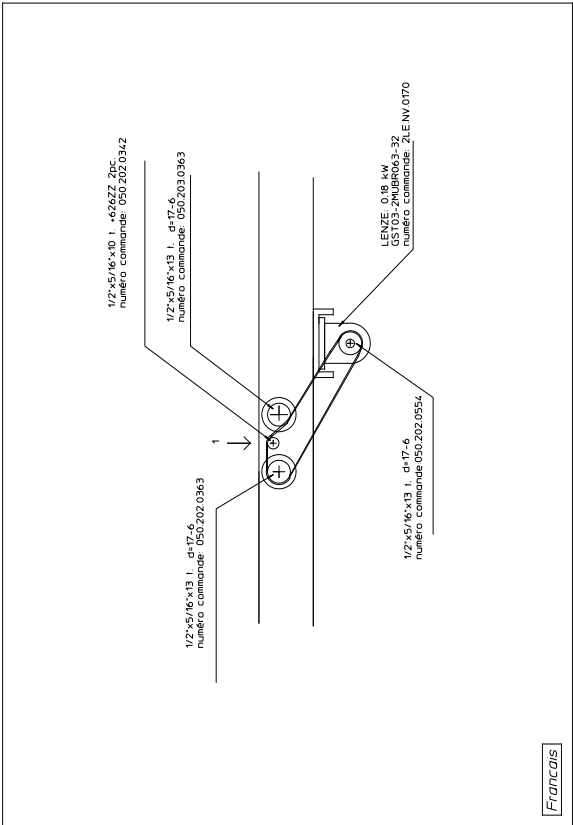 1/2"x5/16"x10 t. +626ZZ 2pc.
numéro commande: 050.202.0342
1/2"x5/16"x13 t. d=17-6
numéro commande: 050.203.0363
LENZE: 0.18 kW
GST03-2MUBR063-32
numéro commande: 2LE.NV.0170
1
1/2"x5/16"x13 t. d=17-6
numéro commande: 050.202.0363
1/2"x5/16"x13 t. d=17-6
numéro commande 050.202.0554
Francais